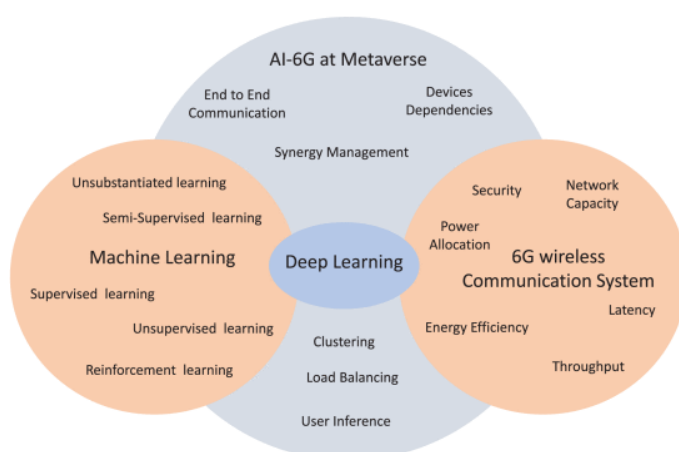 AI-6G at Metaverse
End to End
Communication
Devices
Dependencies
Synergy Management
Unsubstantiated learning
Semi-Supervised learning
Machine Learning
Supervised learning
Unsupervised learning
Reinforcement learning
Deep Learning
Security
Network
Capacity
Power
Allocation
6G wireless
Communication System
Latency
Energy Efficiency
Throughput
Clustering
Load Balancing
User Inference